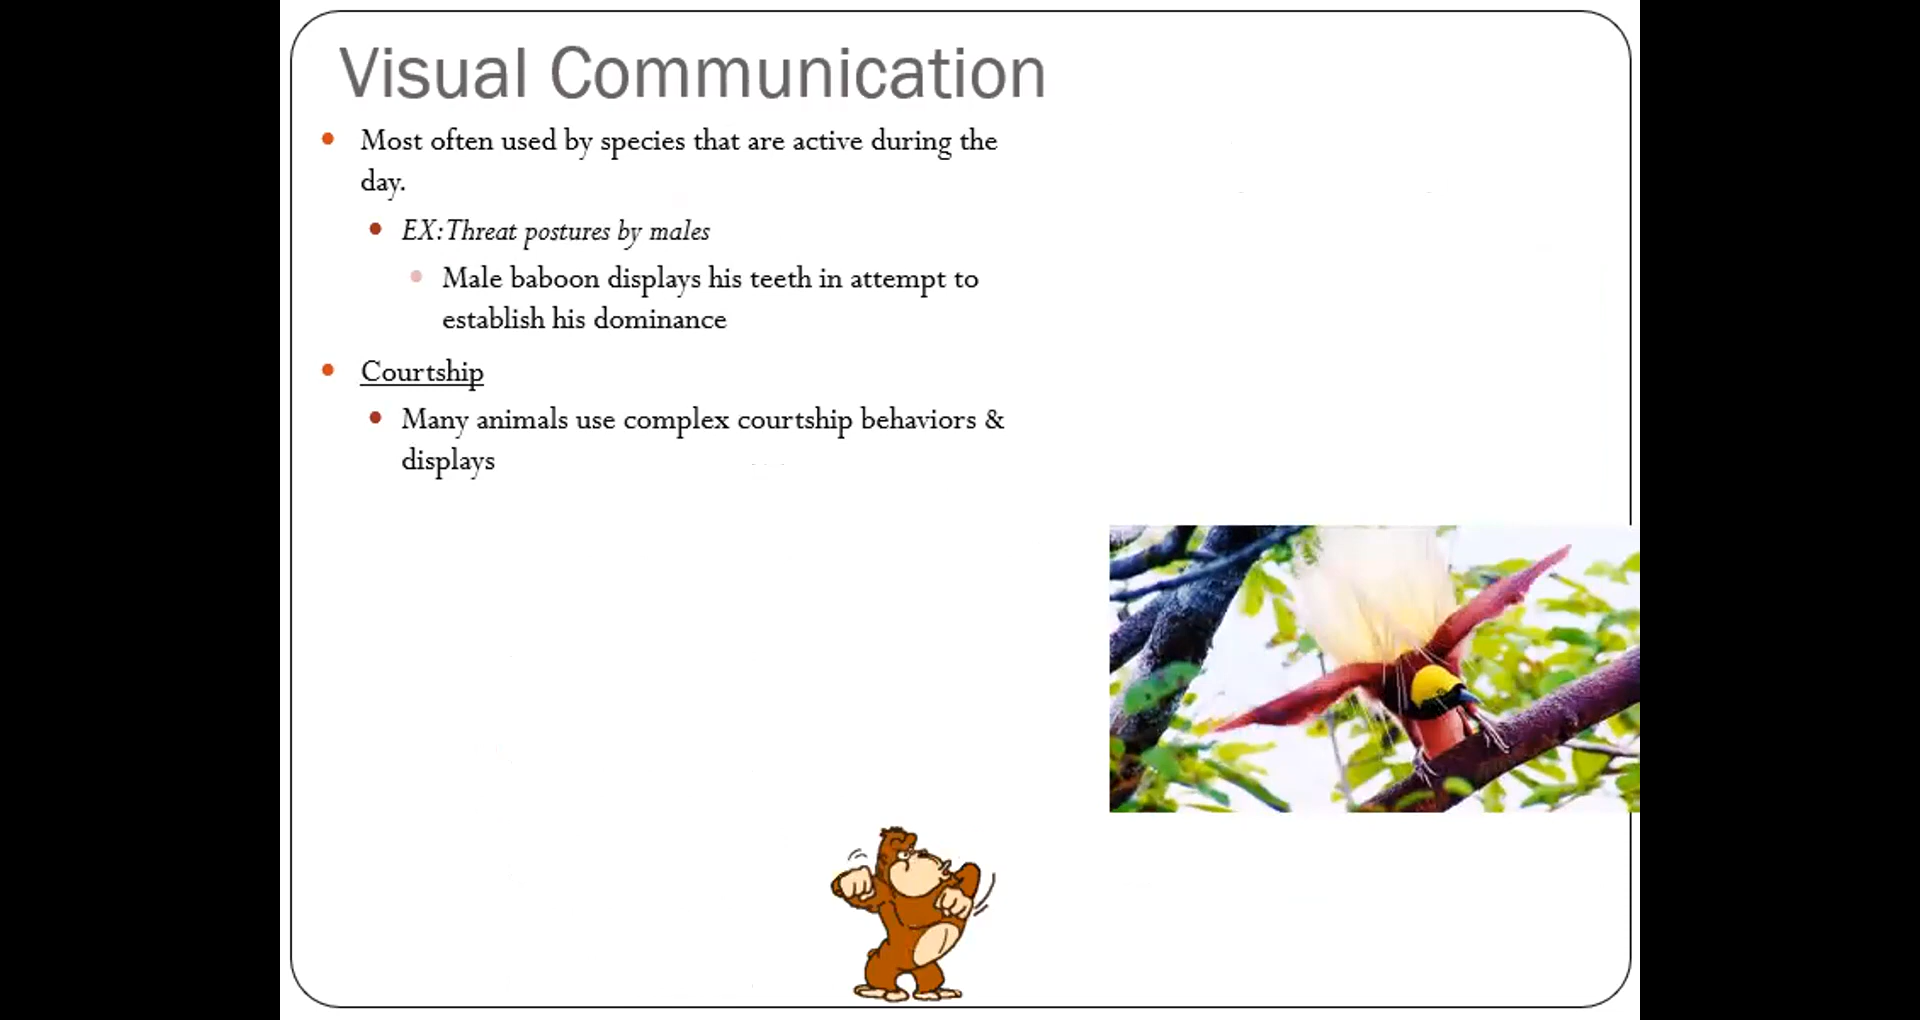 Visual Communication
Most often used by species that are active during the
day.
EX: Threat postures by males
Male baboon displays his teeth in attempt to
establish his dominance
Courtship
Many animals use complex courtship behaviors &
displays